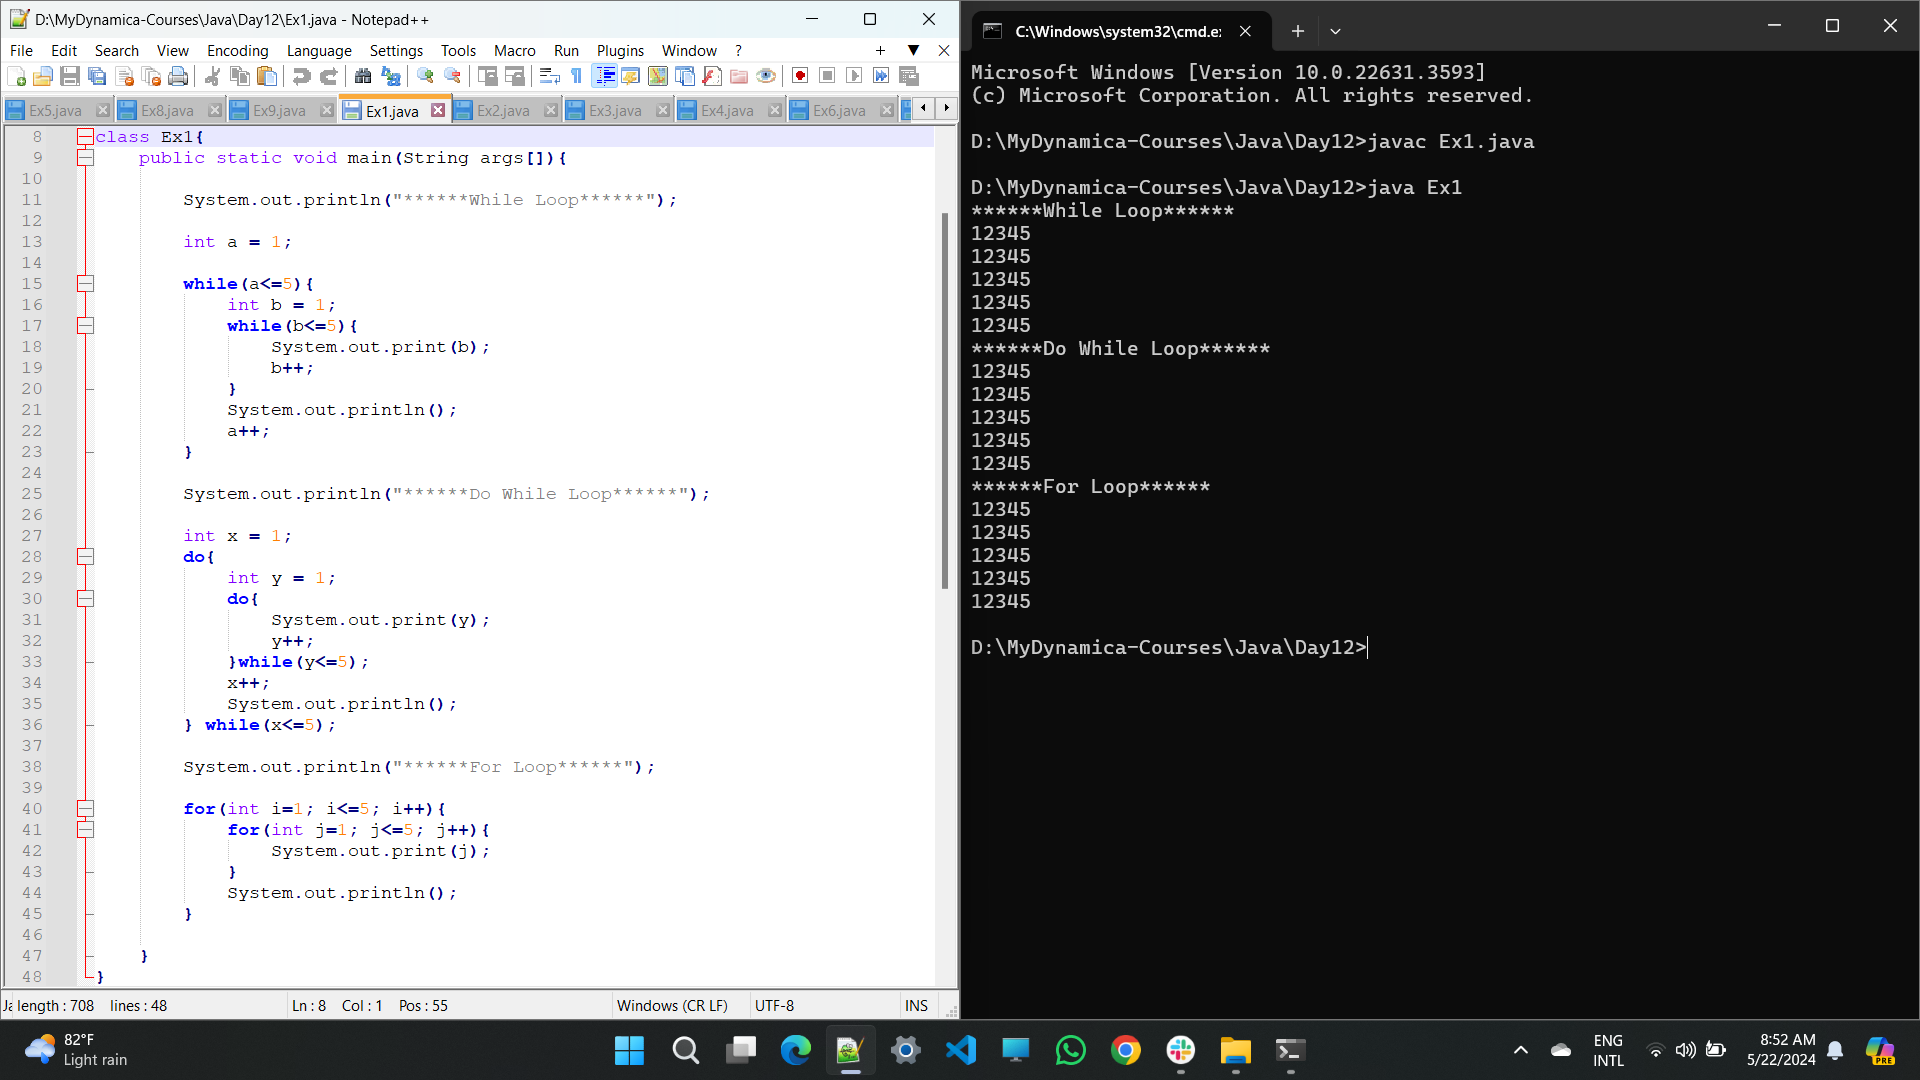 D:\MyDynamica-Courses\Java\Day12\Ex1.java - Notepad++
File Edit Search View Encoding Language Settings Tools Macro Run Plugins Window ?
Ex5.java Ex8.java Ex9.java Ex1.java Ex2.java Ex3.java Ex4.java Ex6.java
8 class Ex1{
9 public static void main(String args[]){
10
11 System.out.println("******While Loop******");
12
13 int a = 1;
14
15 while(a<=5){
16 int b = 1;
17 while(b<=5){
18 System.out.print(b);
19 b++;
20 }
21 System.out.println();
22 a++;
23 }
24
25 System.out.println("******Do While Loop******");
26
27 int x = 1;
28 do{
29 int y = 1;
30 do{
31 System.out.print(y);
32 y++;
33 }while(y<=5);
34 x++;
35 System.out.println();
36 } while(x<=5);
37
38 System.out.println("******For Loop******");
39
40 for(int i=1; i<=5; i++){
41 for(int j=1; j<=5; j++){
42 System.out.print(j);
43 }
44 System.out.println();
45 }
46
47 }
48 }
length : 708 lines : 48 Ln : 8 Col : 1 Pos : 55 Windows (CR LF) UTF-8 INS
C:\Windows\system32\cmd.e
Microsoft Windows [Version 10.0.22631.3593]
(c) Microsoft Corporation. All rights reserved.
D:\MyDynamica-Courses\Java\Day12>javac Ex1.java
D:\MyDynamica-Courses\Java\Day12>java Ex1
******While Loop******
12345
12345
12345
12345
12345
******Do While Loop******
12345
12345
12345
12345
12345
******For Loop******
12345
12345
12345
12345
12345
D:\MyDynamica-Courses\Java\Day12>
82°F
Light rain
ENG
INTL
8:52 AM
5/22/2024
PRE